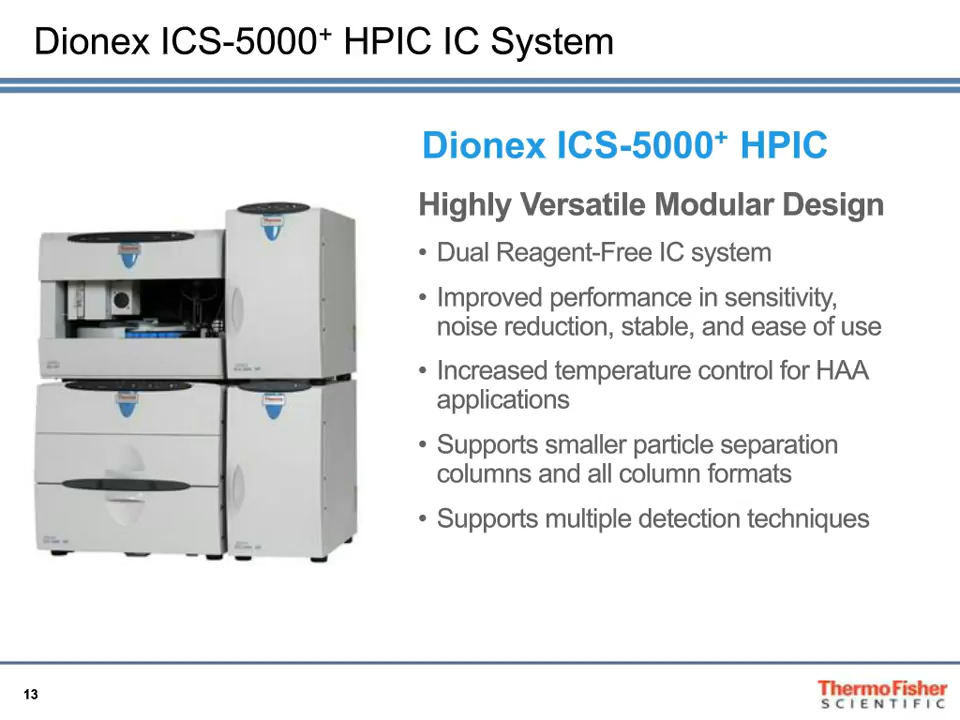 Dionex ICS-5000+ HPIC IC System
Dionex ICS-5000+ HPIC
Highly Versatile Modular Design
• Dual Reagent-Free IC system
• Improved performance in sensitivity,
noise reduction, stable, and ease of use
• Increased temperature control for HAA
applications
• Supports smaller particle separation
columns and all column formats
• Supports multiple detection techniques
13
ThermoFisher
SCIENTIFIC